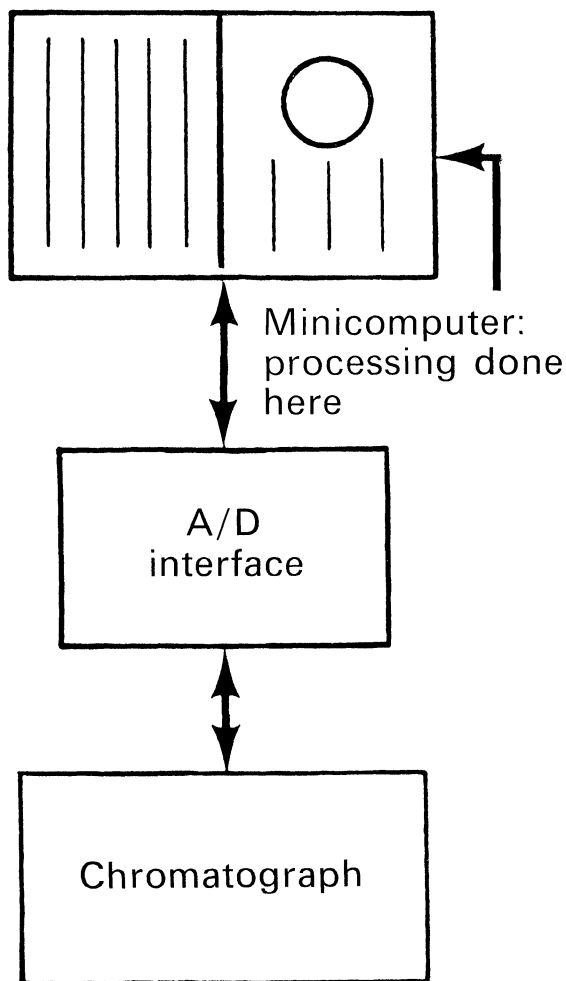 Minicomputer:
processing done
here
A/D
interface
Chromatograph